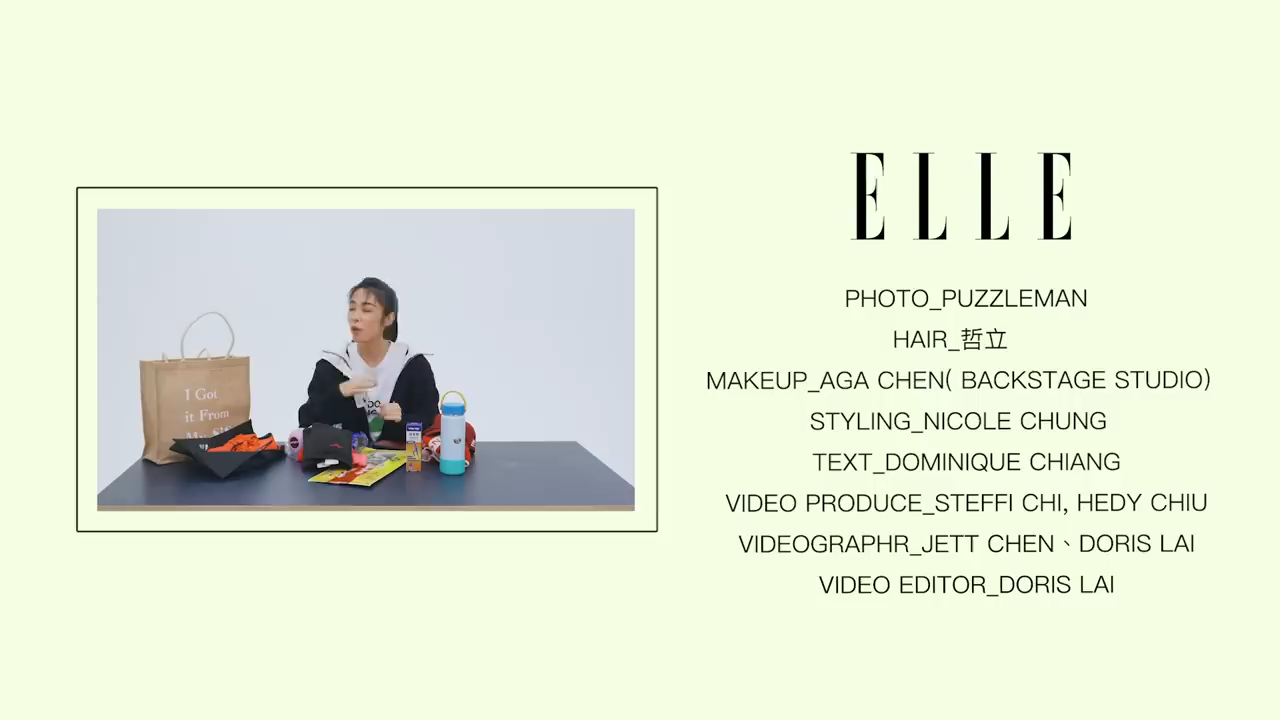 ELLE
PHOTO_PUZZLEMAN
HAIR_哲立
MAKEUP_AGA CHEN( BACKSTAGE STUDIO)
STYLING_NICOLE CHUNG
TEXT_DOMINIQUE CHIANG
VIDEO PRODUCE_STEFFI CHI, HEDY CHIU
VIDEOGRAPHR_JETT CHEN、DORIS LAI
VIDEO EDITOR_DORIS LAI
I Got
it From
My